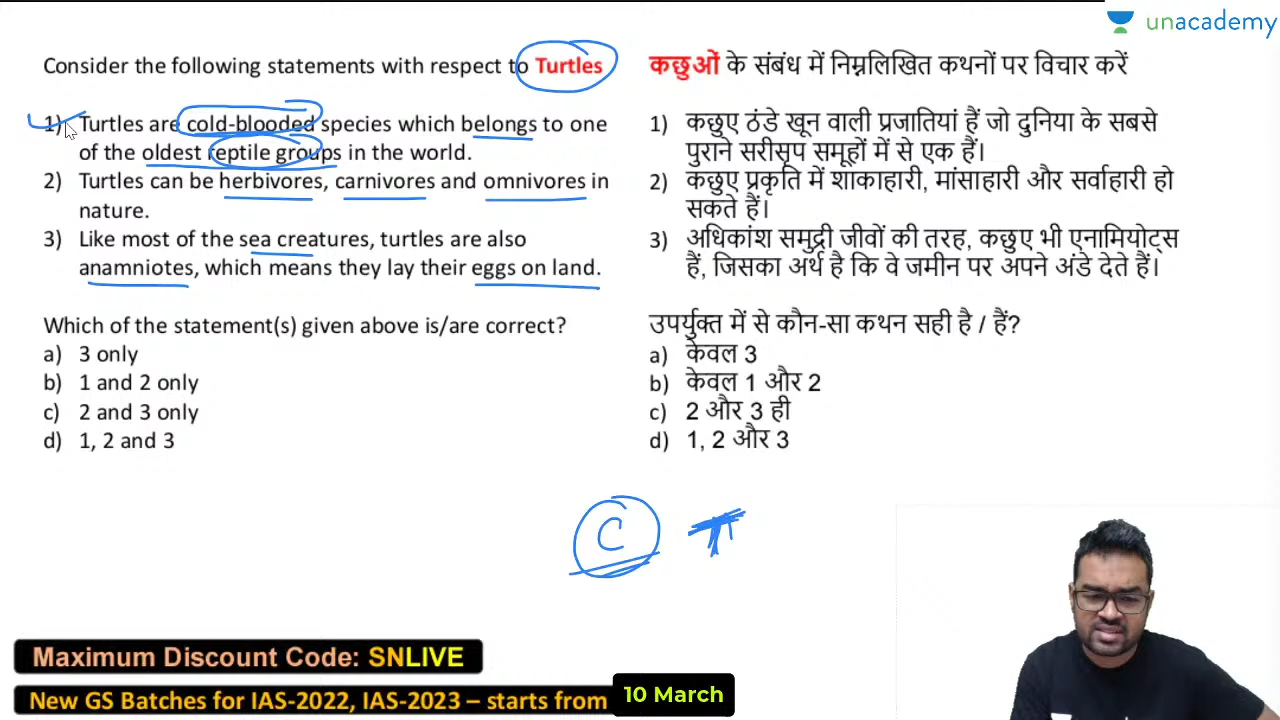 unacademy
Consider the following statements with respect to Turtles
1) Turtles are cold-blooded species which belongs to one
of the oldest reptile groups in the world.
2) Turtles can be herbivores, carnivores and omnivores in
nature.
3) Like most of the sea creatures, turtles are also
anamniotes, which means they lay their eggs on land.
Which of the statement(s) given above is/are correct?
a) 3 only
b) 1 and 2 only
c) 2 and 3 only
d) 1, 2 and 3
कछुओं के संबंध में निम्नलिखित कथनों पर विचार करें
1) कछुए ठंडे खून वाली प्रजातियां हैं जो दुनिया के सबसे
पुराने सरीसृप समूहों में से एक हैं।
2) कछुए प्रकृति में शाकाहारी, मांसाहारी और सर्वाहारी हो
सकते हैं।
3) अधिकांश समुद्री जीवों की तरह, कछुए भी एनामियोट्स
हैं, जिसका अर्थ है कि वे जमीन पर अपने अंडे देते हैं।
उपर्युक्त में से कौन-सा कथन सही है / हैं?
a) केवल 3
b) केवल 1 और 2
c) 2 और 3 ही
d) 1, 2 और 3
C
Maximum Discount Code: SNLIVE
New GS Batches for IAS-2022, IAS-2023 – starts from 10 March